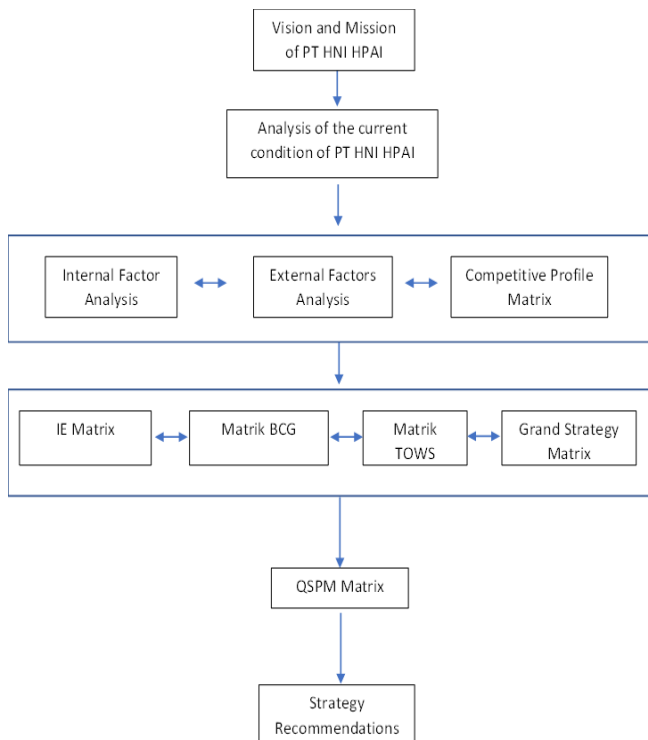 Vision and Mission
of PT HNI HPAI
Analysis of the current
condition of PT HNI HPAI
Internal Factor
Analysis
External Factors
Analysis
Competitive Profile
Matrix
IE Matrix
Matrik BCG
Matrik
TOWS
Grand Strategy
Matrix
QSPM Matrix
Strategy
Recommendations